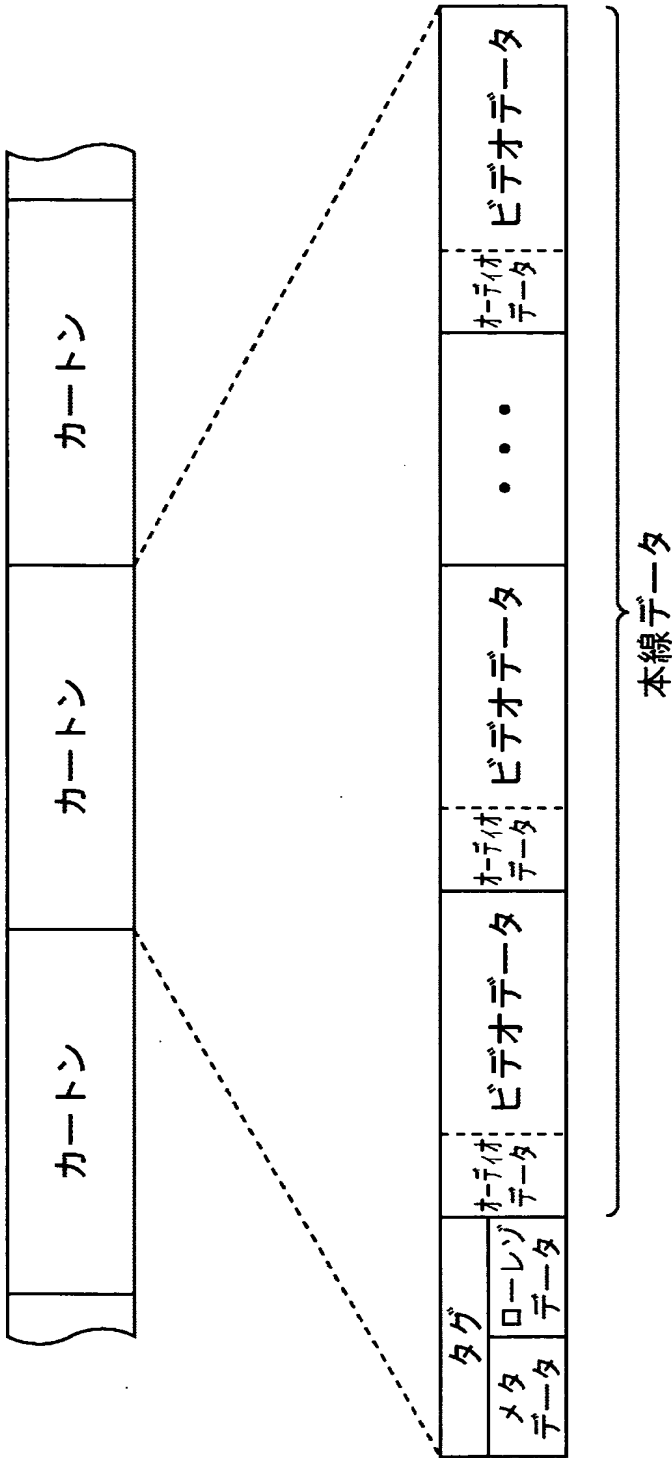 カートン
カートン
カートン
タグ
メタ
データ
ローレゾ
データ
オーディオ
データ
ビデオデータ
オーディオ
データ
ビデオデータ
・・・
オーディオ
データ
ビデオデータ
本線データ